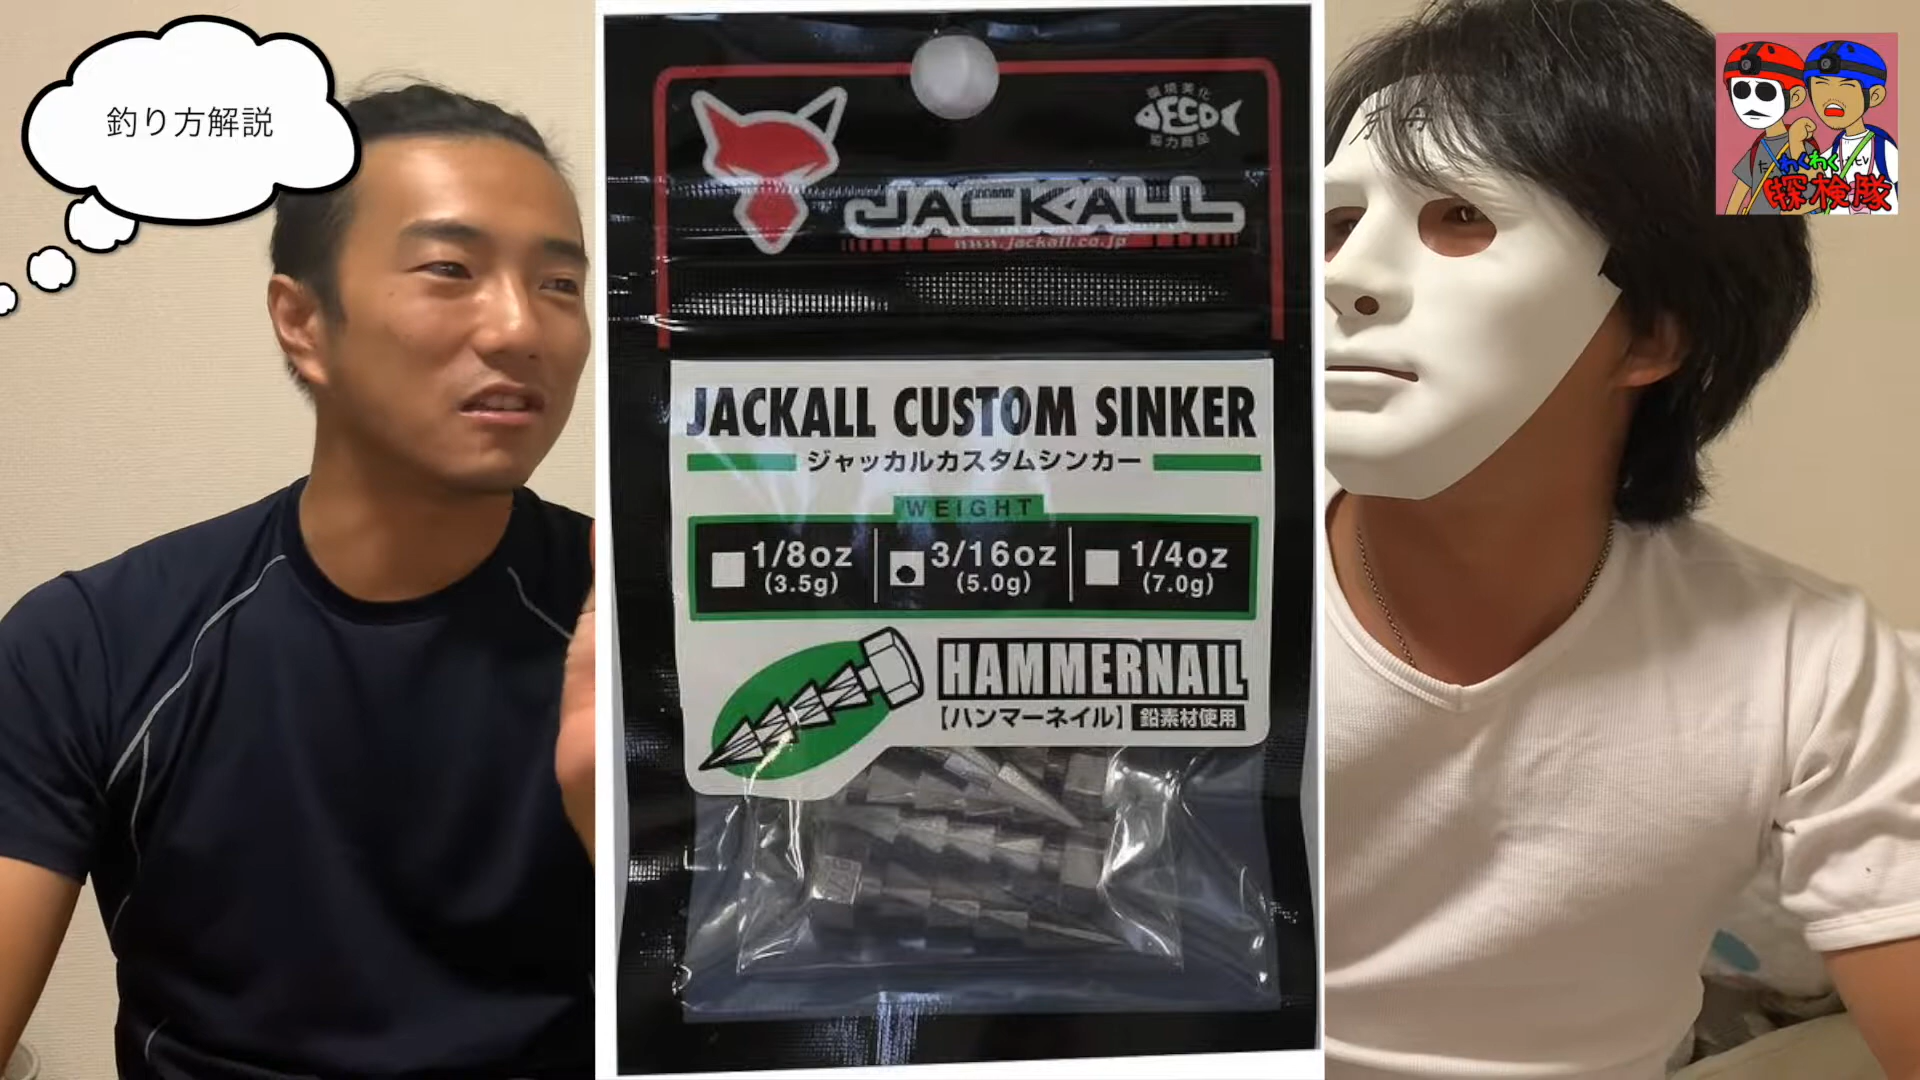 釣り方解説
環境美化
ECO
協力商品
JACKALL
www.jackall.co.jp
JACKALL CUSTOM SINKER
ジャッカルカスタムシンカー
WEIGHT
1/8oz
(3.5g)
3/16oz
(5.0g)
1/4oz
(7.0g)
HAMMERNAIL
【ハンマーネイル】 鉛素材使用
わくわく
探検隊